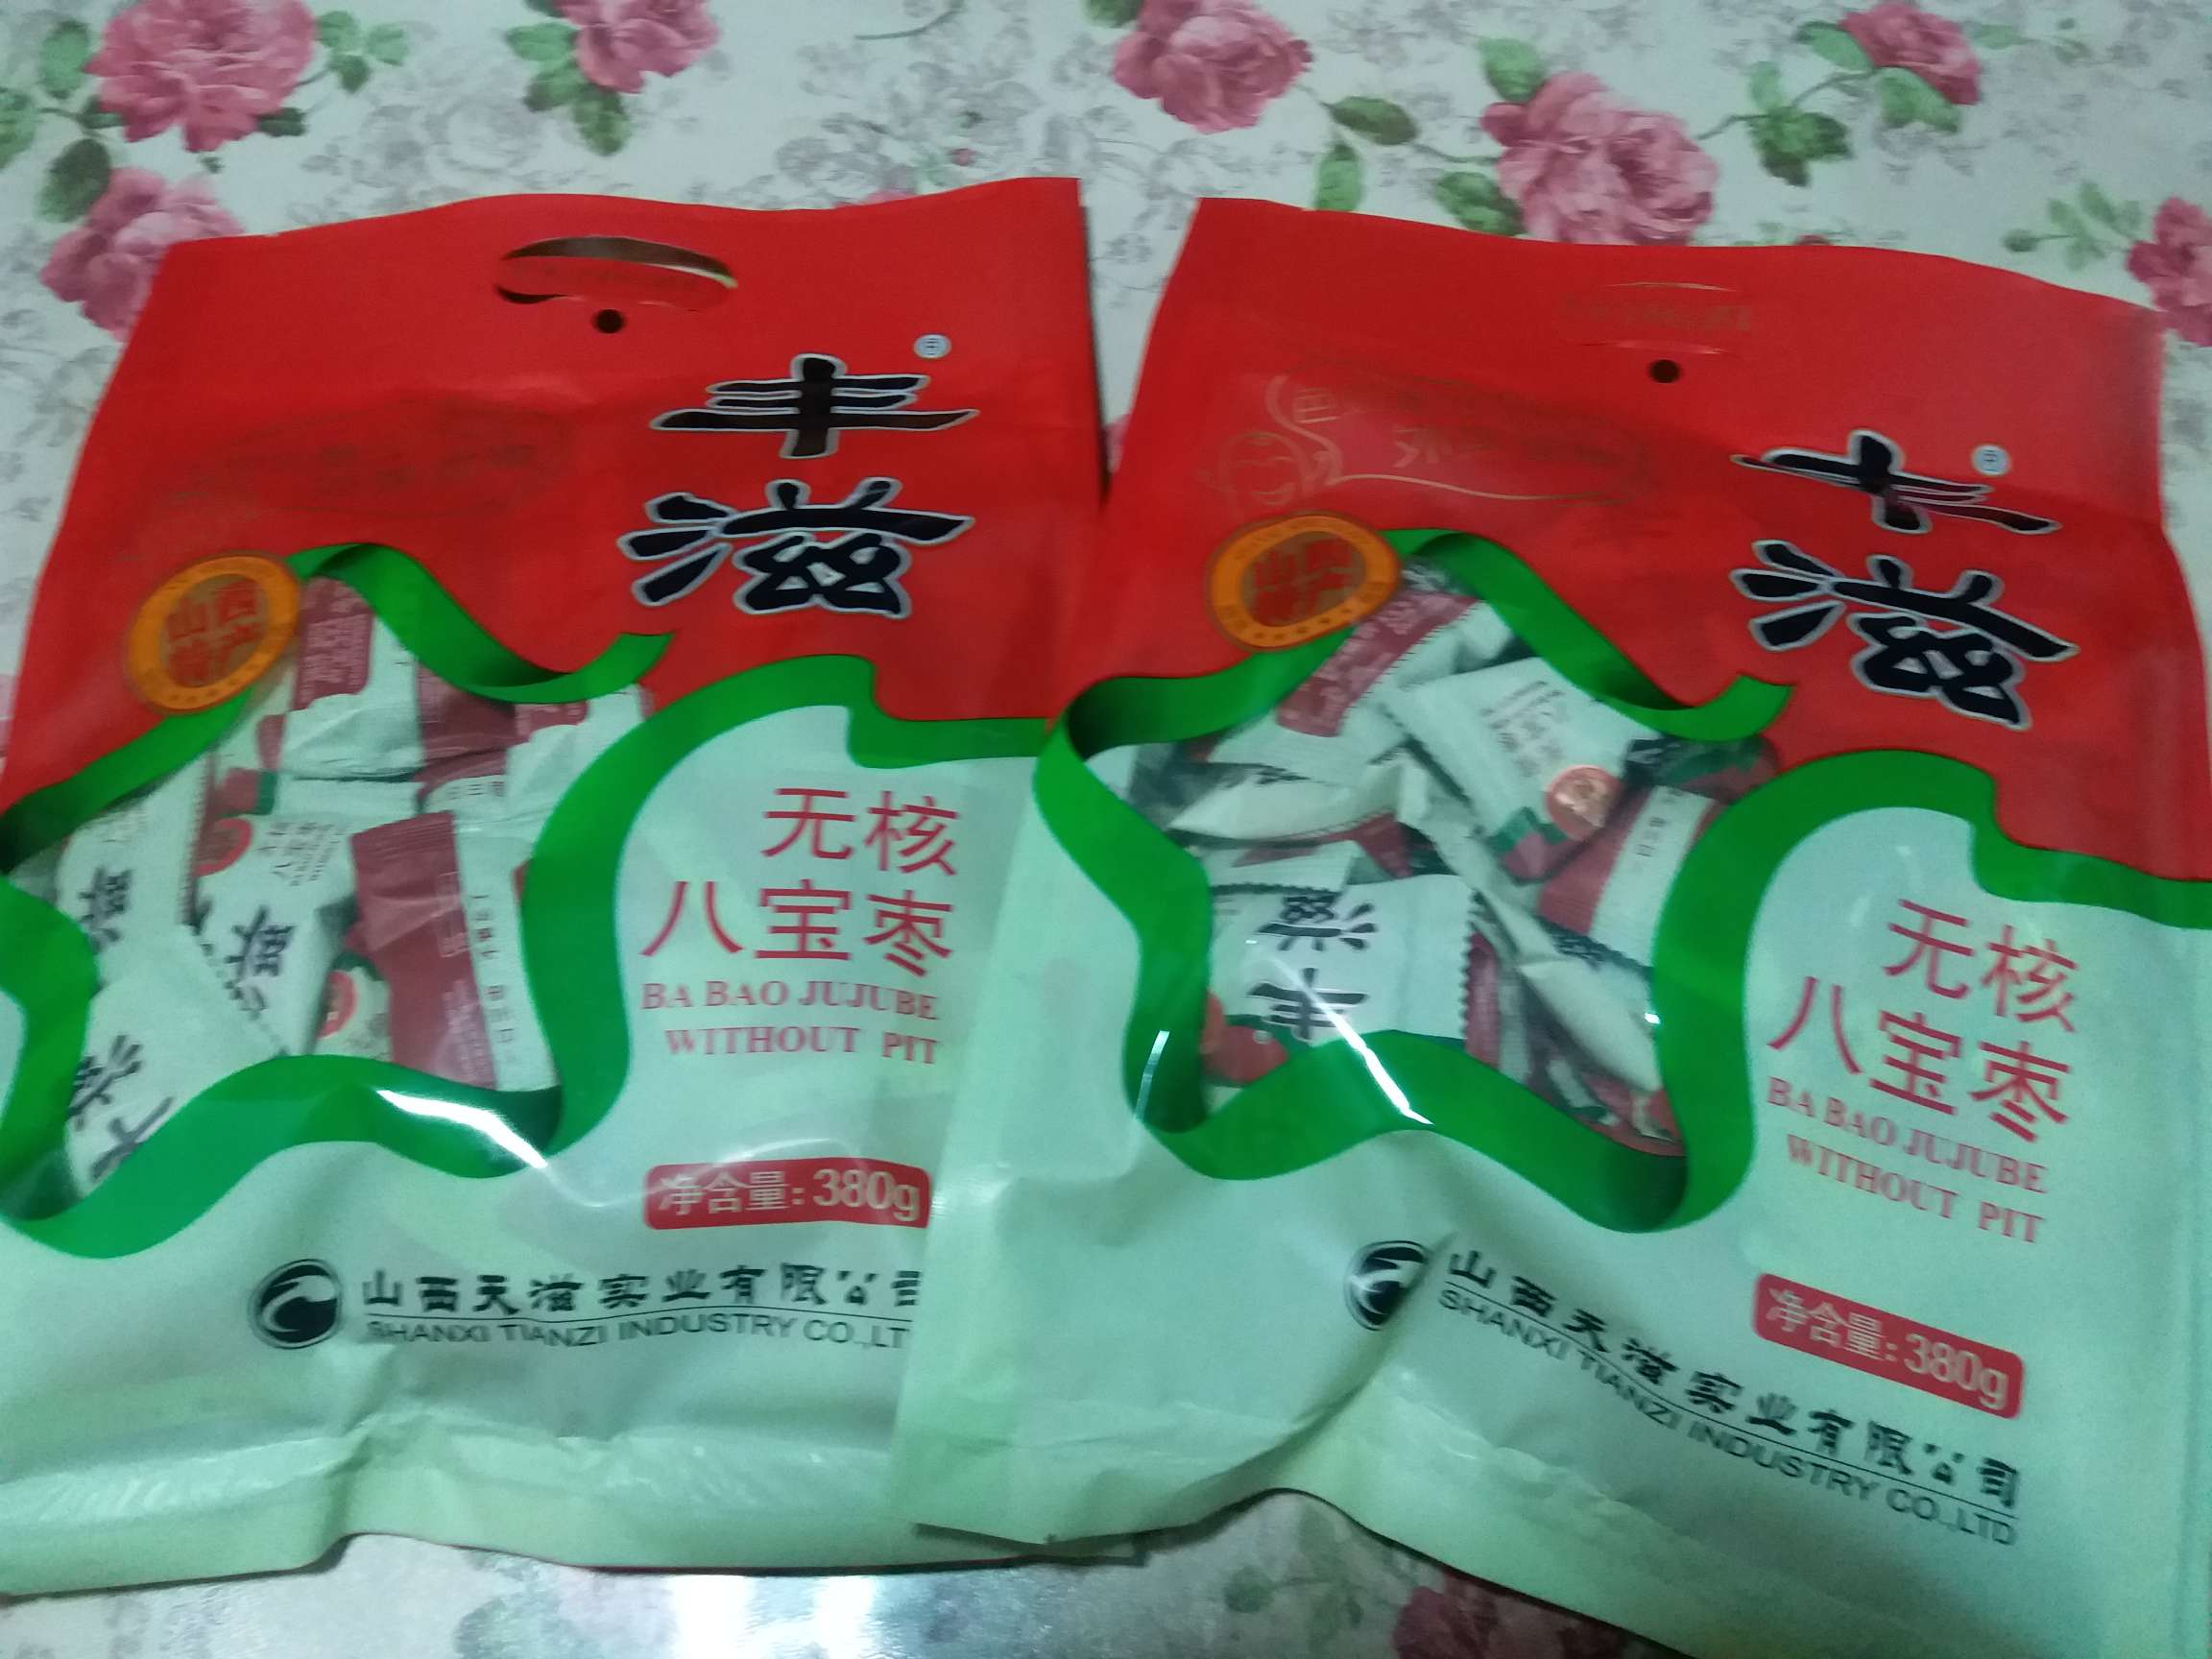 丰滋®
无核
八宝枣
BA BAO JUJUBE
WITHOUT PIT
净含量:380g
山西天滋实业有限公司
SHANXI TIANZI INDUSTRY CO.,LT
丰滋®
无核
八宝枣
BA BAO JUJUBE
WITHOUT PIT
净含量:380g
山西天滋实业有限公司
SHANXI TIANZI INDUSTRY CO.,LTD
丰滋